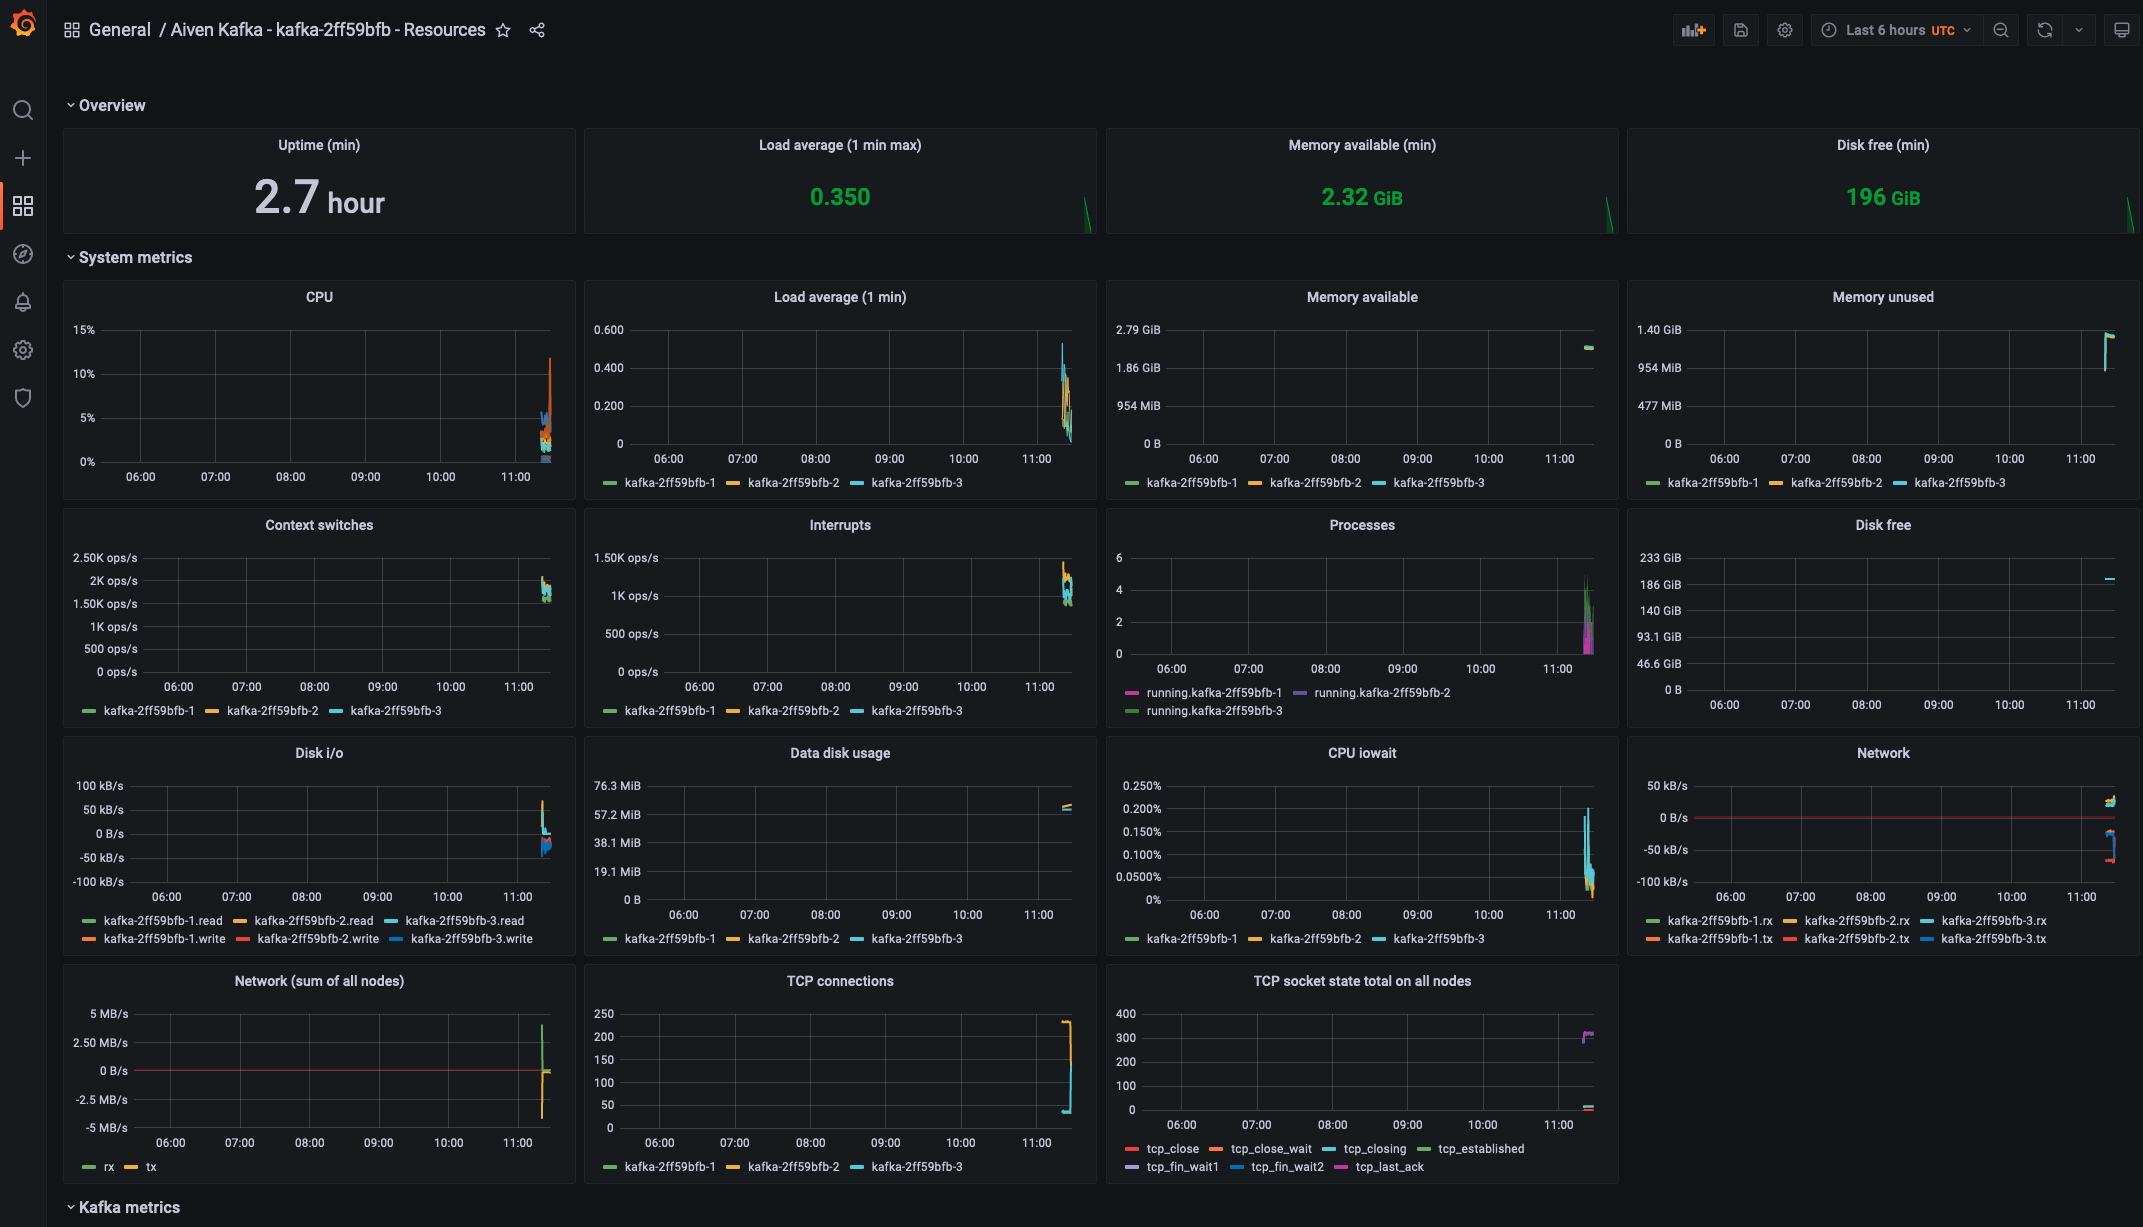 General / Aiven Kafka - kafka-2ff59bfb - Resources
Last 6 hours UTC
Overview
Uptime (min)
2.7 hour
Load average (1 min max)
0.350
Memory available (min)
2.32 GiB
Disk free (min)
196 GiB
System metrics
CPU
15%
10%
5%
0%
06:00 07:00 08:00 09:00 10:00 11:00
Load average (1 min)
0.600
0.400
0.200
0
06:00 07:00 08:00 09:00 10:00 11:00
kafka-2ff59bfb-1 kafka-2ff59bfb-2 kafka-2ff59bfb-3
Memory available
2.79 GiB
1.86 GiB
954 MiB
0 B
06:00 07:00 08:00 09:00 10:00 11:00
kafka-2ff59bfb-1 kafka-2ff59bfb-2 kafka-2ff59bfb-3
Memory unused
1.40 GiB
954 MiB
477 MiB
0 B
06:00 07:00 08:00 09:00 10:00 11:00
kafka-2ff59bfb-1 kafka-2ff59bfb-2 kafka-2ff59bfb-3
Context switches
2.50K ops/s
2K ops/s
1.50K ops/s
1K ops/s
500 ops/s
0 ops/s
06:00 07:00 08:00 09:00 10:00 11:00
kafka-2ff59bfb-1 kafka-2ff59bfb-2 kafka-2ff59bfb-3
Interrupts
1.50K ops/s
1K ops/s
500 ops/s
0 ops/s
06:00 07:00 08:00 09:00 10:00 11:00
kafka-2ff59bfb-1 kafka-2ff59bfb-2 kafka-2ff59bfb-3
Processes
6
4
2
0
06:00 07:00 08:00 09:00 10:00 11:00
running.kafka-2ff59bfb-1 running.kafka-2ff59bfb-2
running.kafka-2ff59bfb-3
Disk free
233 GiB
186 GiB
140 GiB
93.1 GiB
46.6 GiB
0 B
06:00 07:00 08:00 09:00 10:00 11:00
Disk i/o
100 kB/s
50 kB/s
0 B/s
-50 kB/s
-100 kB/s
06:00 07:00 08:00 09:00 10:00 11:00
kafka-2ff59bfb-1.read kafka-2ff59bfb-2.read kafka-2ff59bfb-3.read
kafka-2ff59bfb-1.write kafka-2ff59bfb-2.write kafka-2ff59bfb-3.write
Data disk usage
76.3 MiB
57.2 MiB
38.1 MiB
19.1 MiB
0 B
06:00 07:00 08:00 09:00 10:00 11:00
kafka-2ff59bfb-1 kafka-2ff59bfb-2 kafka-2ff59bfb-3
CPU iowait
0.250%
0.200%
0.150%
0.100%
0.0500%
0%
06:00 07:00 08:00 09:00 10:00 11:00
kafka-2ff59bfb-1 kafka-2ff59bfb-2 kafka-2ff59bfb-3
Network
50 kB/s
0 B/s
-50 kB/s
-100 kB/s
06:00 07:00 08:00 09:00 10:00 11:00
kafka-2ff59bfb-1.rx kafka-2ff59bfb-2.rx kafka-2ff59bfb-3.rx
kafka-2ff59bfb-1.tx kafka-2ff59bfb-2.tx kafka-2ff59bfb-3.tx
Network (sum of all nodes)
5 MB/s
2.50 MB/s
0 B/s
-2.5 MB/s
-5 MB/s
06:00 07:00 08:00 09:00 10:00 11:00
rx tx
TCP connections
250
200
150
100
50
0
06:00 07:00 08:00 09:00 10:00 11:00
kafka-2ff59bfb-1 kafka-2ff59bfb-2 kafka-2ff59bfb-3
TCP socket state total on all nodes
400
300
200
100
0
06:00 07:00 08:00 09:00 10:00 11:00
tcp_close tcp_close_wait tcp_closing tcp_established
tcp_fin_wait1 tcp_fin_wait2 tcp_last_ack
Kafka metrics